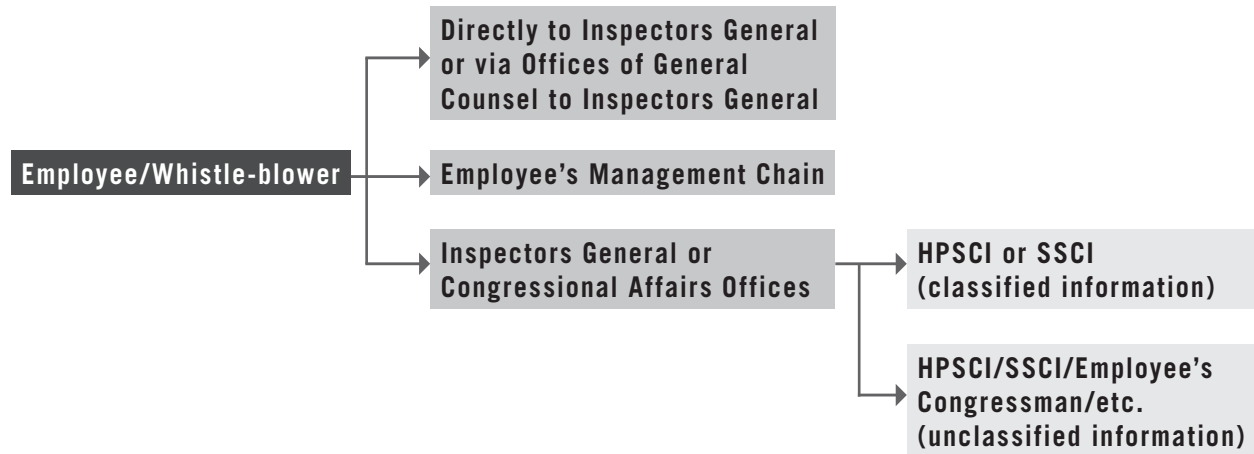 Directly to Inspectors General
or via Offices of General
Counsel to Inspectors General
Employee/Whistle-blower
Employee’s Management Chain
Inspectors General or
Congressional Affairs Offices
HPSCI or SSCI
(classified information)
HPSCI/SSCI/Employee’s
Congressman/etc.
(unclassified information)